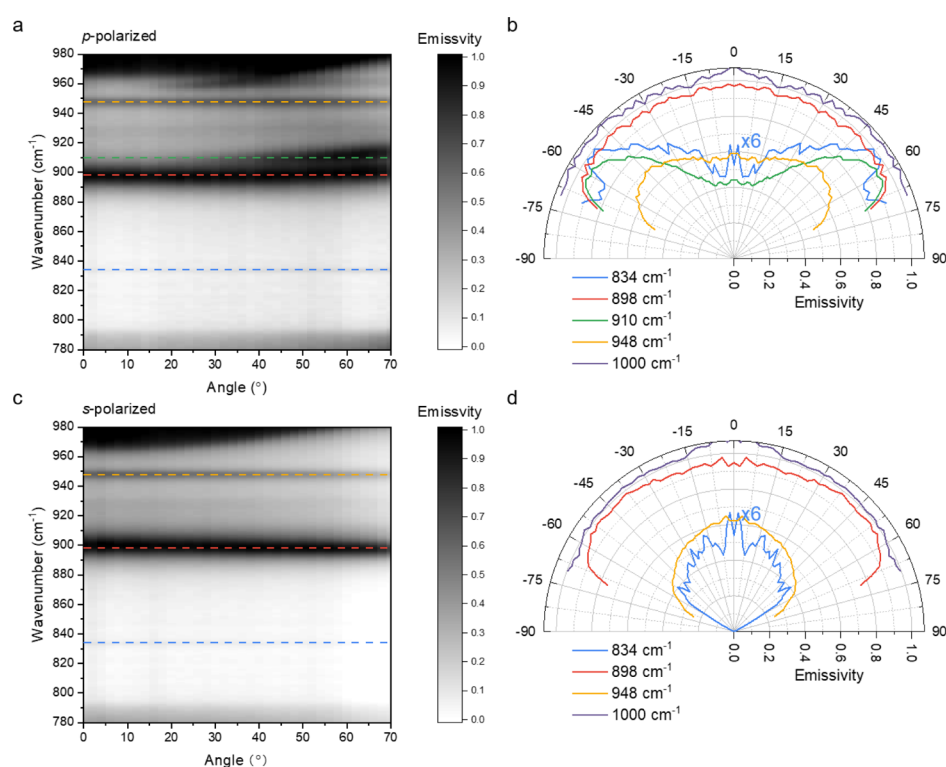 a
p-polarized
Emissvity
Wavenumber (cm⁻¹)
980
960
940
920
900
880
860
840
820
800
780
0 10 20 30 40 50 60 70
Angle (°)
1.0
0.9
0.8
0.7
0.6
0.5
0.4
0.3
0.2
0.1
0.0
b
-90 -75 -60 -45 -30 -15 0 15 30 45 60 75 90
x6
0.0 0.2 0.4 0.6 0.8 1.0
Emissivity
834 cm⁻¹
898 cm⁻¹
910 cm⁻¹
948 cm⁻¹
1000 cm⁻¹
c
s-polarized
Emissvity
Wavenumber (cm⁻¹)
980
960
940
920
900
880
860
840
820
800
780
0 10 20 30 40 50 60 70
Angle (°)
1.0
0.9
0.8
0.7
0.6
0.5
0.4
0.3
0.2
0.1
0.0
d
-90 -75 -60 -45 -30 -15 0 15 30 45 60 75 90
x6
0.0 0.2 0.4 0.6 0.8 1.0
Emissivity
834 cm⁻¹
898 cm⁻¹
948 cm⁻¹
1000 cm⁻¹